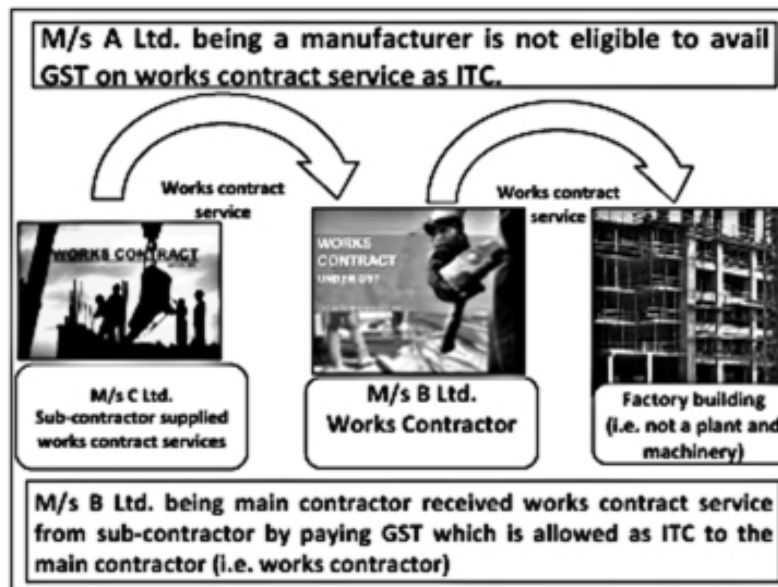 M/s A Ltd. being a manufacturer is not eligible to avail
GST on works contract service as ITC.
Works contract
service
Works contract
service
WORKS CONTRACT
WORKS
CONTRACT
UNDER GST
M/s C Ltd.
Sub-contractor supplied
works contract services
M/s B Ltd.
Works Contractor
Factory building
(i.e. not a plant and
machinery)
M/s B Ltd. being main contractor received works contract service
from sub-contractor by paying GST which is allowed as ITC to the
main contractor (i.e. works contractor)